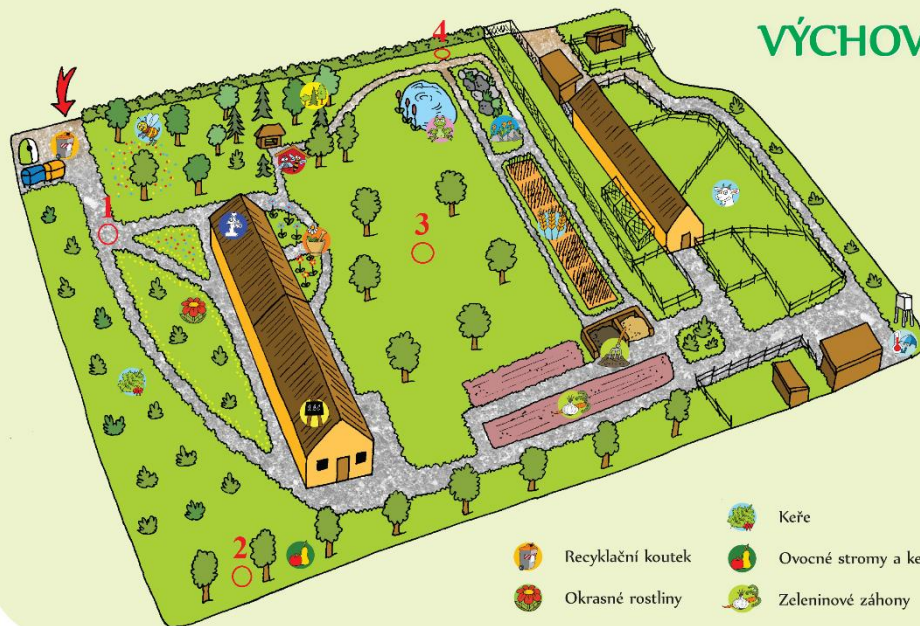 VÝCHOV
4
1
3
2
Keře
Recyklační koutek
Ovocné stromy a ke
Okrasné rostliny
Zeleninové záhony